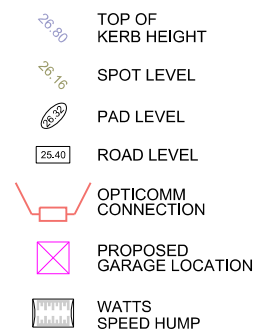 26.80 TOP OF
KERB HEIGHT
26.16 SPOT LEVEL
26.32 PAD LEVEL
25.40 ROAD LEVEL
OPTICOMM
CONNECTION
PROPOSED
GARAGE LOCATION
WATTS
SPEED HUMP